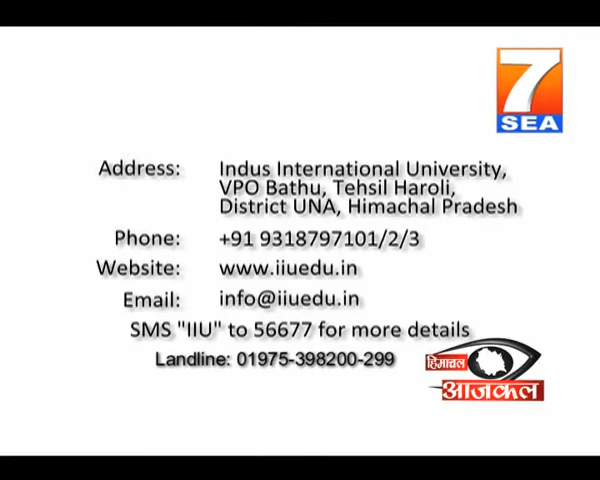 7
SEA
Address: Indus International University,
VPO Bathu, Tehsil Haroli,
District UNA, Himachal Pradesh
Phone: +91 9318797101/2/3
Website: www.iiuedu.in
Email: info@iiuedu.in
SMS "IIU" to 56677 for more details
Landline: 01975-398200-299
हिमाचल
आजकल